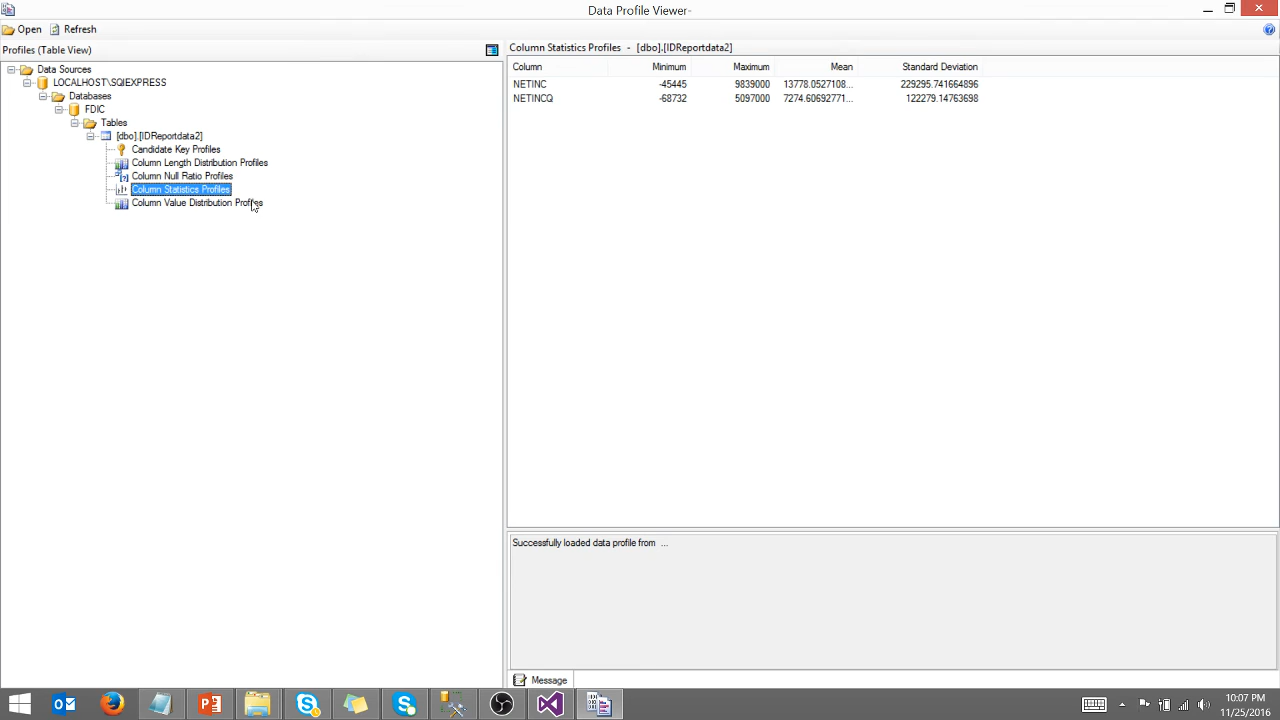 Data Profile Viewer-
Open Refresh
Profiles (Table View)
Data Sources
LOCALHOST\SQlEXPRESS
Databases
FDIC
Tables
[dbo].[IDReportdata2]
Candidate Key Profiles
Column Length Distribution Profiles
Column Null Ratio Profiles
Column Statistics Profiles
Column Value Distribution Profiles
Column Statistics Profiles - [dbo].[IDReportdata2]
Column Minimum Maximum Mean Standard Deviation
NETINC -45445 9839000 13778.0527108... 229295.741664896
NETINCQ -68732 5097000 7274.60692771... 122279.14763698
Successfully loaded data profile from ...
Message
10:07 PM
11/25/2016